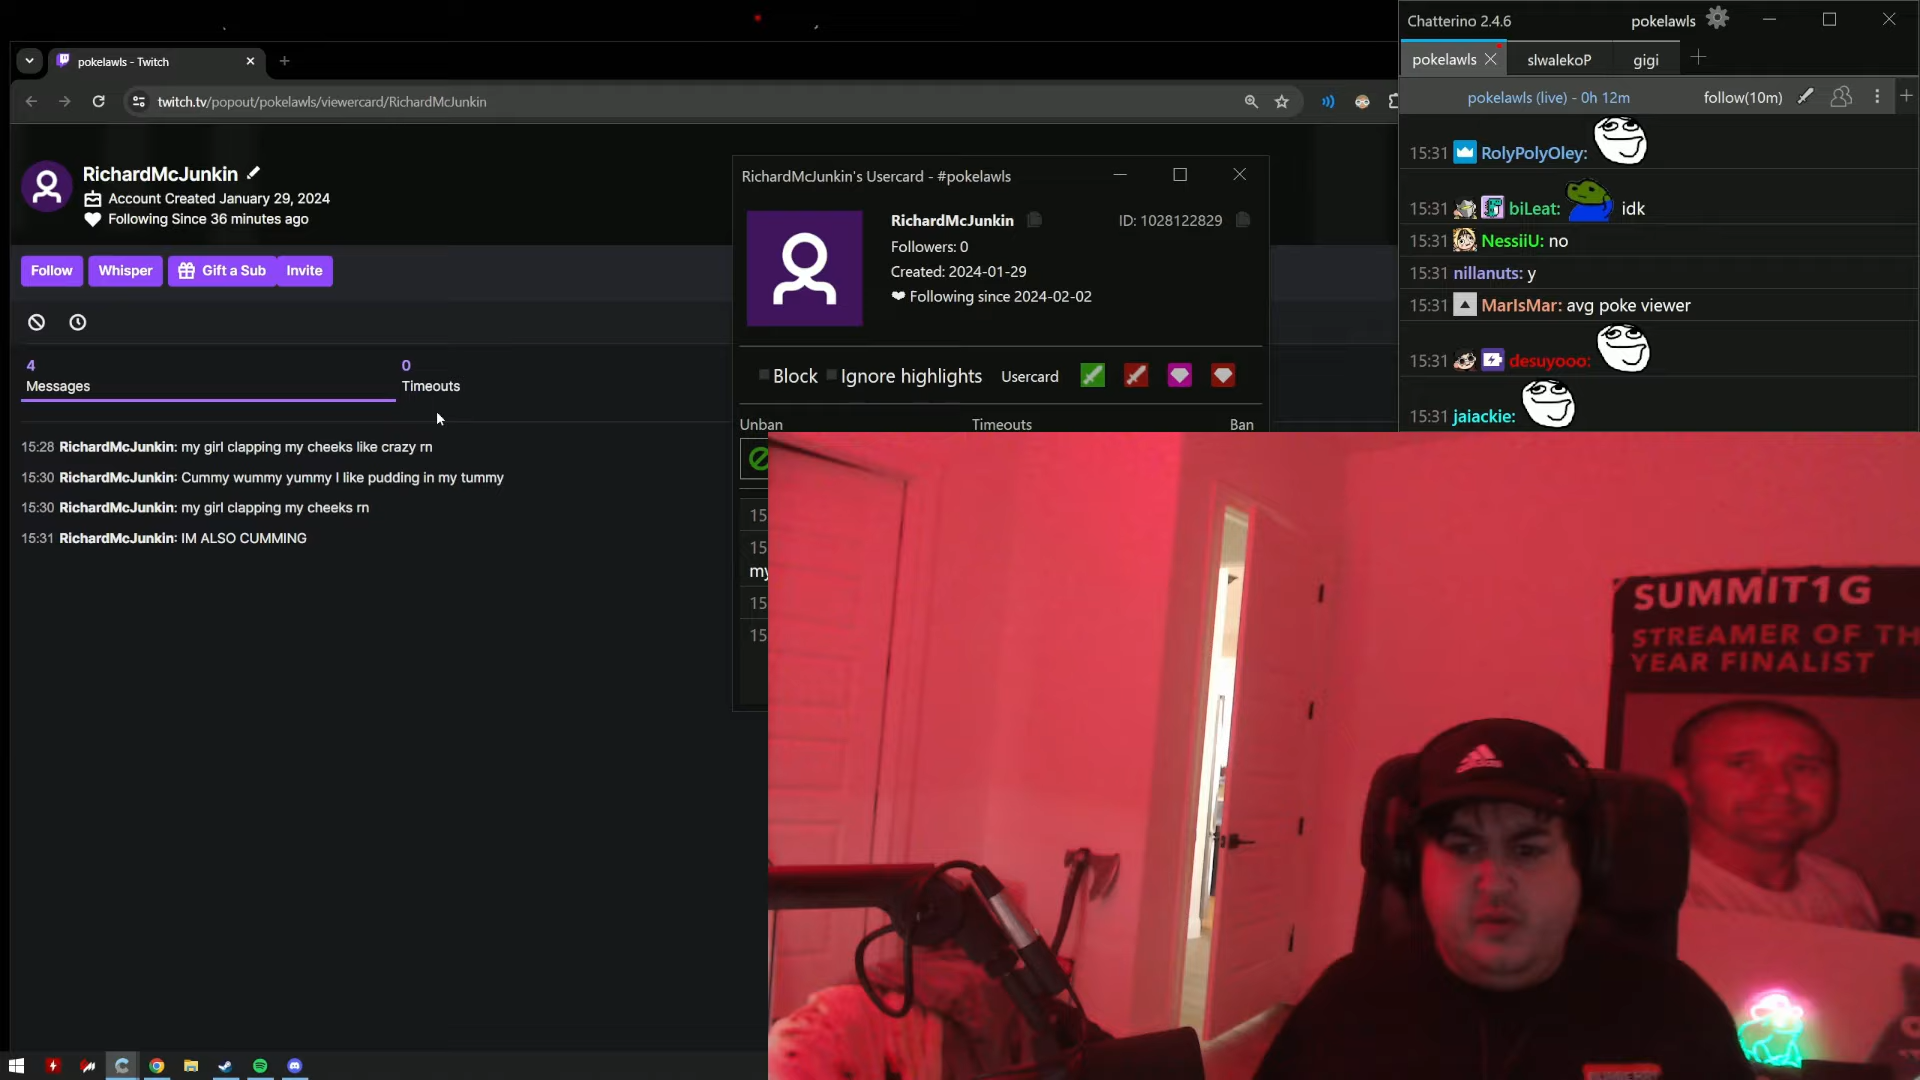 pokelawls - Twitch
twitch.tv/popout/pokelawls/viewercard/RichardMcJunkin
RichardMcJunkin
Account Created January 29, 2024
Following Since 36 minutes ago
Follow
Whisper
Gift a Sub
Invite
4
Messages
0
Timeouts
15:28 RichardMcJunkin: my girl clapping my cheeks like crazy rn
15:30 RichardMcJunkin: Cummy wummy yummy I like pudding in my tummy
15:30 RichardMcJunkin: my girl clapping my cheeks rn
15:31 RichardMcJunkin: IM ALSO CUMMING
RichardMcJunkin's Usercard - #pokelawls
RichardMcJunkin
ID: 1028122829
Followers: 0
Created: 2024-01-29
Following since 2024-02-02
Block
Ignore highlights
Usercard
Unban
Timeouts
Ban
15
15
my
15
15
Chatterino 2.4.6
pokelawls
pokelawls
slwalekoP
gigi
pokelawls (live) - 0h 12m
follow(10m)
15:31 RolyPolyOley:
15:31 biLeat: idk
15:31 NessiiU: no
15:31 nillanuts: y
15:31 MarIsMar: avg poke viewer
15:31 desuyooo:
15:31 jaiackie:
SUMMIT1G
STREAMER OF TH
YEAR FINALIST